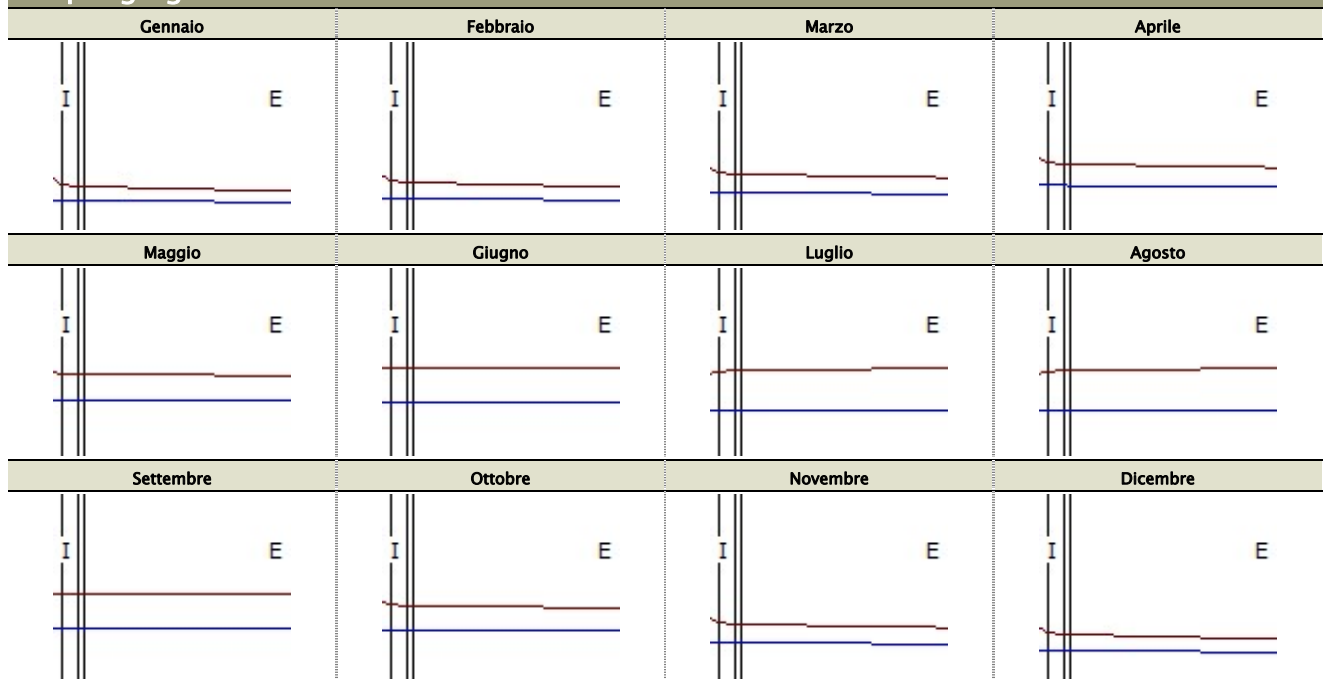 Gennaio Febbraio Marzo Aprile
I E I E I E I E
Maggio Giugno Luglio Agosto
I E I E I E I E
Settembre Ottobre Novembre Dicembre
I E I E I E I E